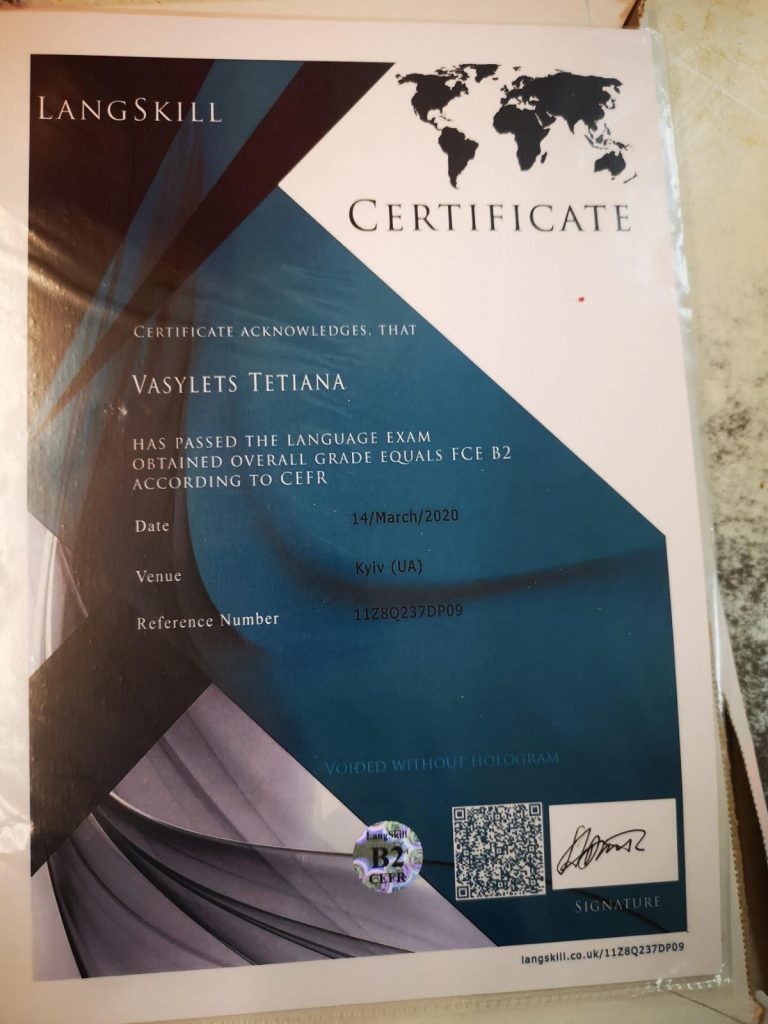 LANGSKILL
CERTIFICATE
CERTIFICATE ACKNOWLEDGES, THAT
VASYLETS TETIANA
HAS PASSED THE LANGUAGE EXAM
OBTAINED OVERALL GRADE EQUALS FCE B2
ACCORDING TO CEFR
Date 14/March/2020
Venue Kyiv (UA)
Reference Number 11Z8Q237DP09
VOIDED WITHOUT HOLOGRAM
LangSkill
B2
CEFR
SIGNATURE
langskill.co.uk/11Z8Q237DP09